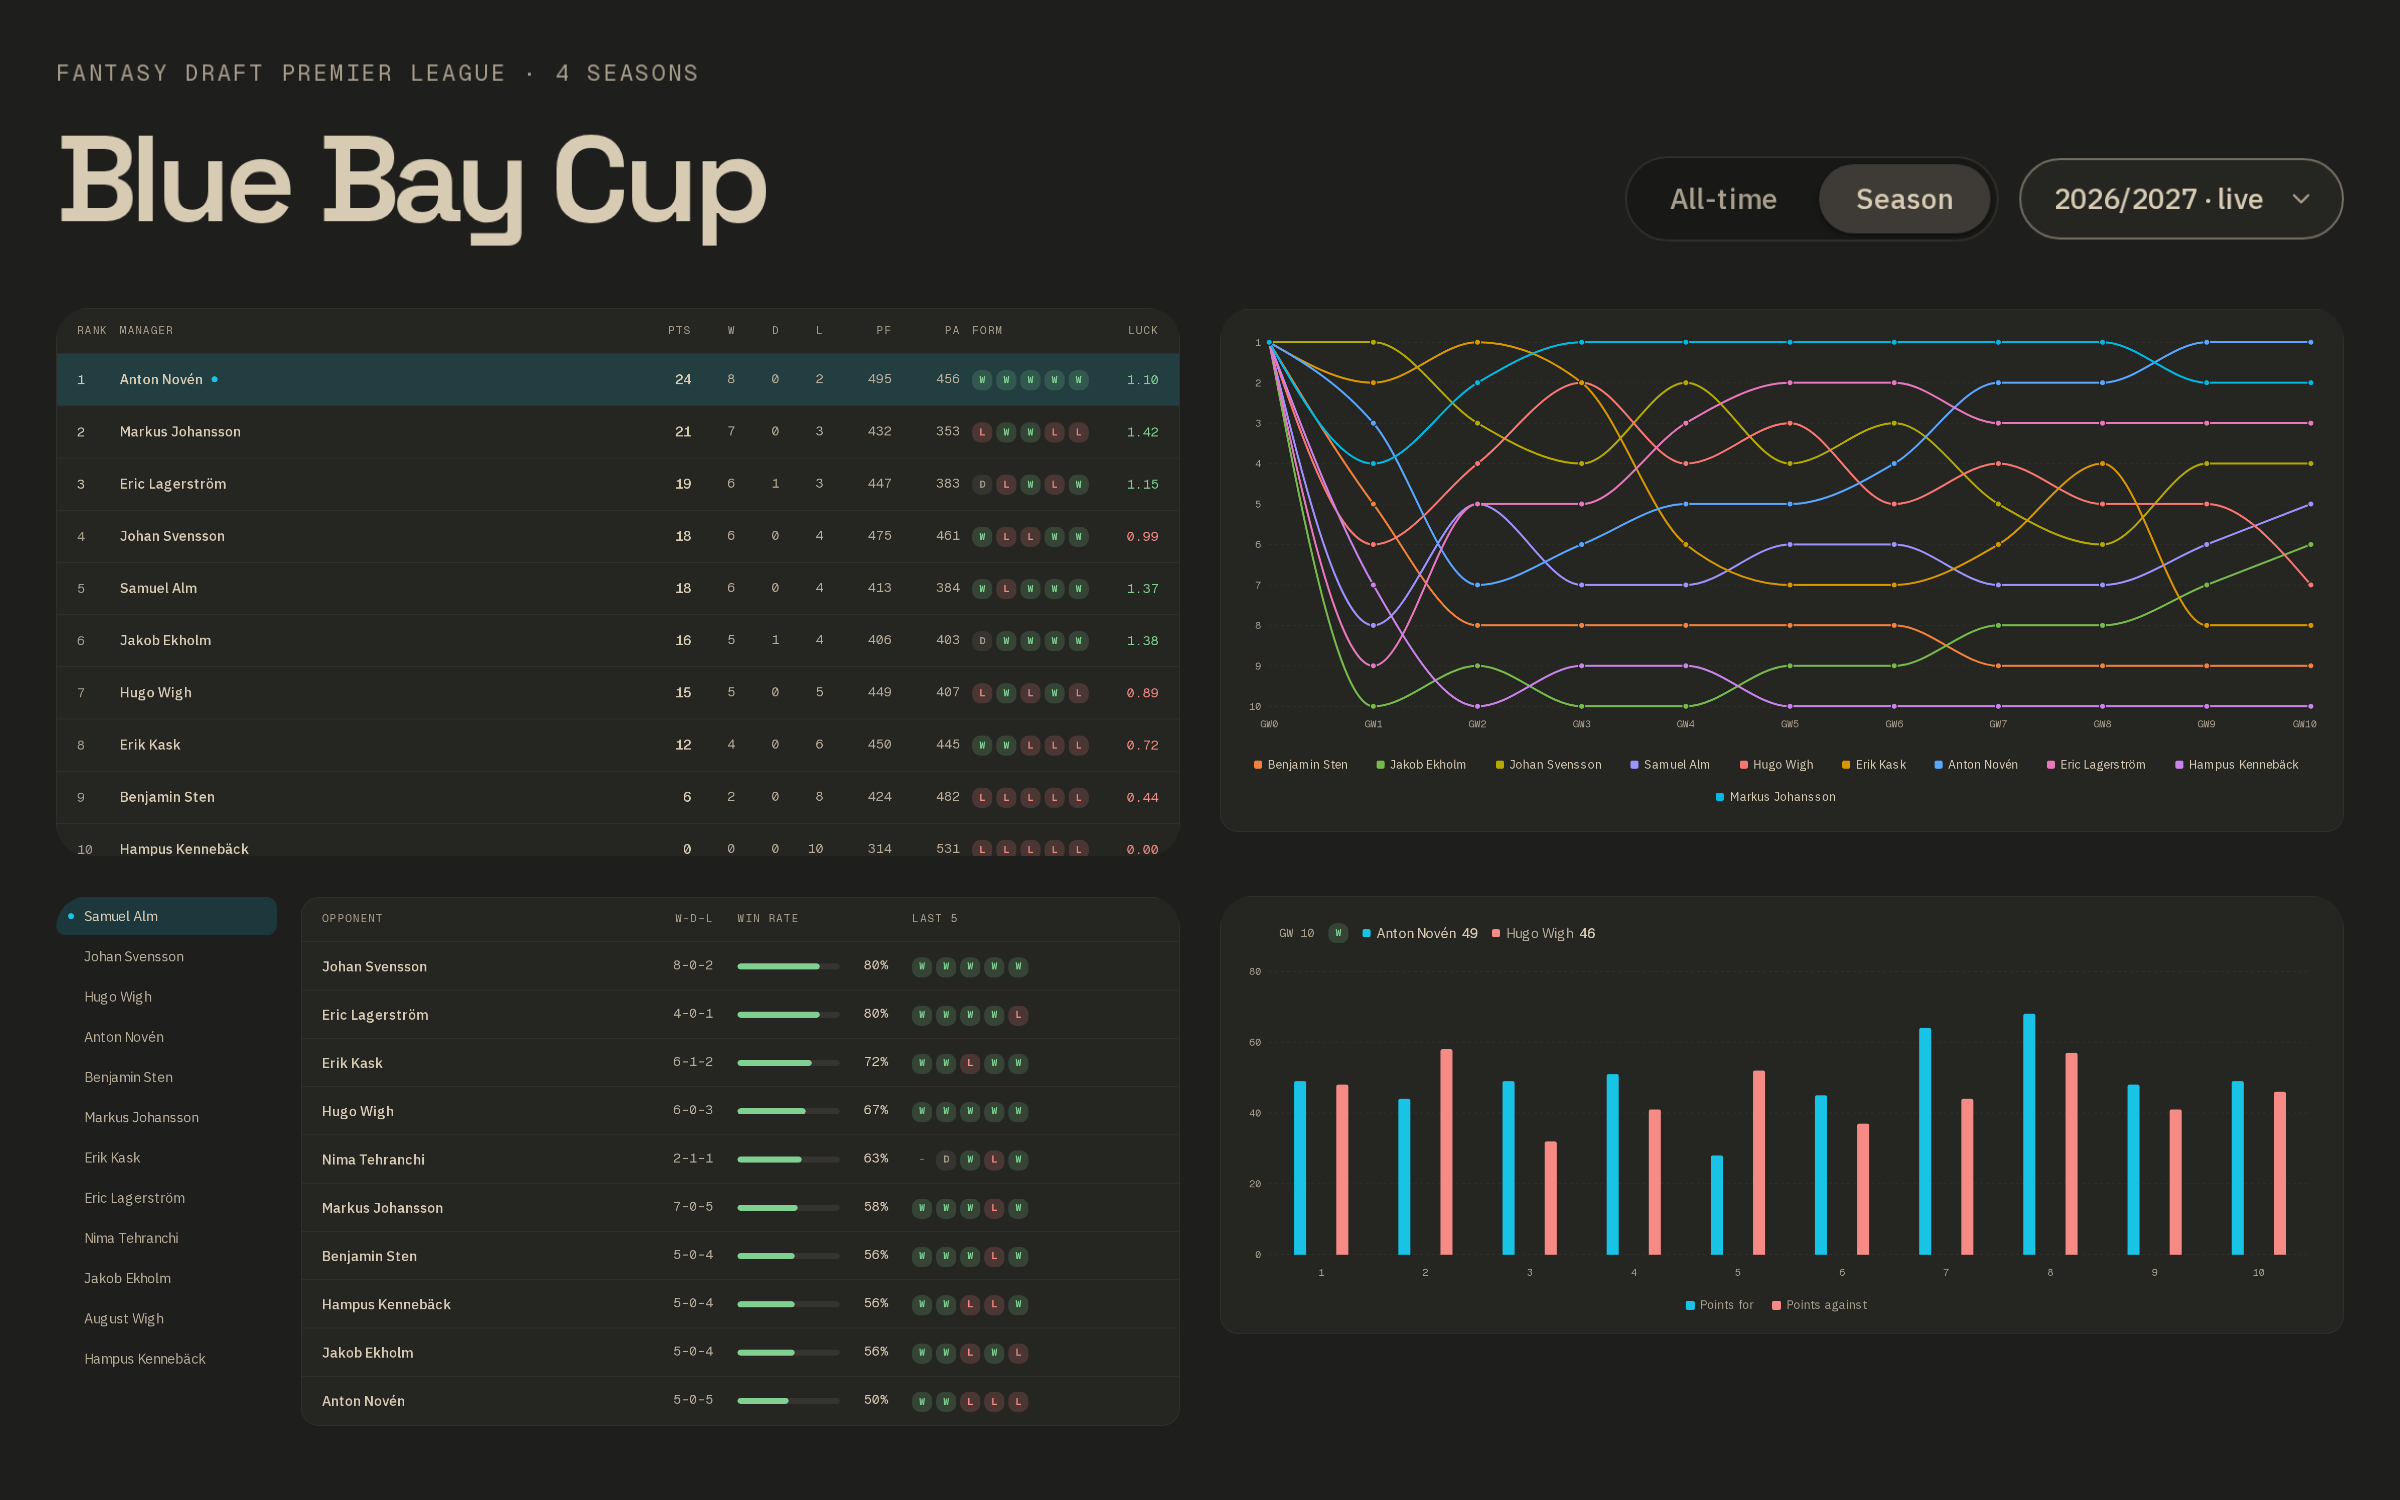 FANTASY DRAFT PREMIER LEAGUE · 4 SEASONS
Blue Bay Cup
All-time Season 2026/2027 · live
RANK MANAGER PTS W D L PF PA FORM LUCK
1 Anton Novén 24 8 0 2 495 456 W W W W W 1.10
2 Markus Johansson 21 7 0 3 432 353 L W W L L 1.42
3 Eric Lagerström 19 6 1 3 447 383 D L W L W 1.15
4 Johan Svensson 18 6 0 4 475 461 W L L W W 0.99
5 Samuel Alm 18 6 0 4 413 384 W L W W W 1.37
6 Jakob Ekholm 16 5 1 4 406 403 D W W W W 1.38
7 Hugo Wigh 15 5 0 5 449 407 L W L W L 0.89
8 Erik Kask 12 4 0 6 450 445 W W L L L 0.72
9 Benjamin Sten 6 2 0 8 424 482 L L L L L 0.44
10 Hampus Kennebäck 0 0 0 10 314 531 L L L L L 0.00
1
2
3
4
5
6
7
8
9
10
GW0 GW1 GW2 GW3 GW4 GW5 GW6 GW7 GW8 GW9 GW10
Benjamin Sten Jakob Ekholm Johan Svensson Samuel Alm Hugo Wigh Erik Kask Anton Novén Eric Lagerström Hampus Kennebäck
Markus Johansson
Samuel Alm
Johan Svensson
Hugo Wigh
Anton Novén
Benjamin Sten
Markus Johansson
Erik Kask
Eric Lagerström
Nima Tehranchi
Jakob Ekholm
August Wigh
Hampus Kennebäck
OPPONENT W-D-L WIN RATE LAST 5
Johan Svensson 8-0-2 80% W W W W W
Eric Lagerström 4-0-1 80% W W W W L
Erik Kask 6-1-2 72% W W L W W
Hugo Wigh 6-0-3 67% W W W W W
Nima Tehranchi 2-1-1 63% - D W L W
Markus Johansson 7-0-5 58% W W W L W
Benjamin Sten 5-0-4 56% W W W L W
Hampus Kennebäck 5-0-4 56% W W L L W
Jakob Ekholm 5-0-4 56% W W L W L
Anton Novén 5-0-5 50% W W L L L
GW 10 W Anton Novén 49 Hugo Wigh 46
80
60
40
20
0
1 2 3 4 5 6 7 8 9 10
Points for Points against